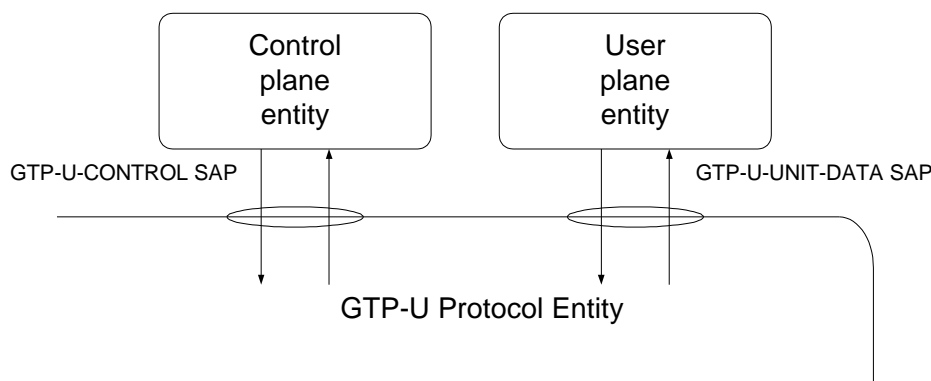 Control
plane
entity
User
plane
entity
GTP-U-CONTROL SAP
GTP-U-UNIT-DATA SAP
GTP-U Protocol Entity